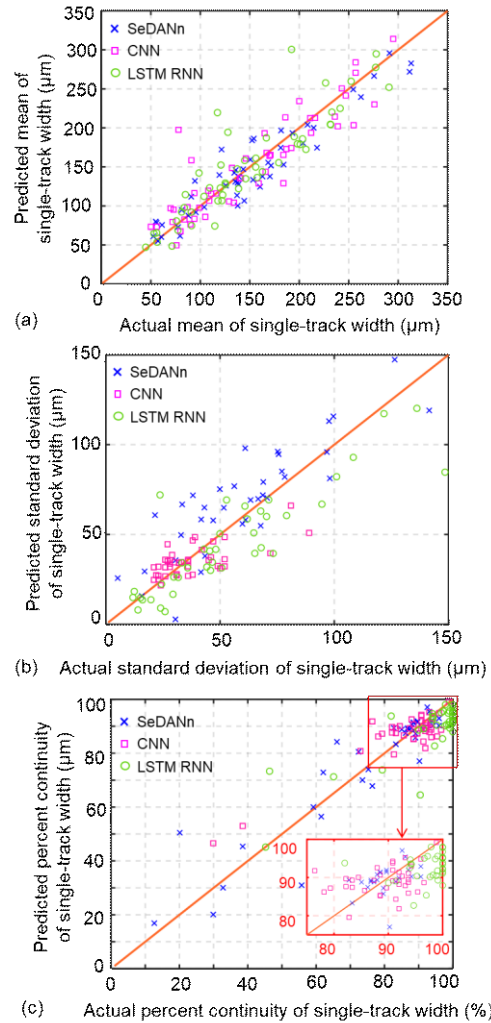 350
300
250
200
150
100
50
0
Predicted mean of
single-track width (µm)
SeDANn
CNN
LSTM RNN
0 50 100 150 200 250 300 350
(a) Actual mean of single-track width (µm)
150
100
50
0
Predicted standard deviation
of single-track width (µm)
SeDANn
CNN
LSTM RNN
0 50 100 150
(b) Actual standard deviation of single-track width (µm)
100
80
60
40
20
0
Predicted percent continuity
of single-track width (µm)
SeDANn
CNN
LSTM RNN
100
90
80
80 90 100
0 20 40 60 80 100
(c) Actual percent continuity of single-track width (%)